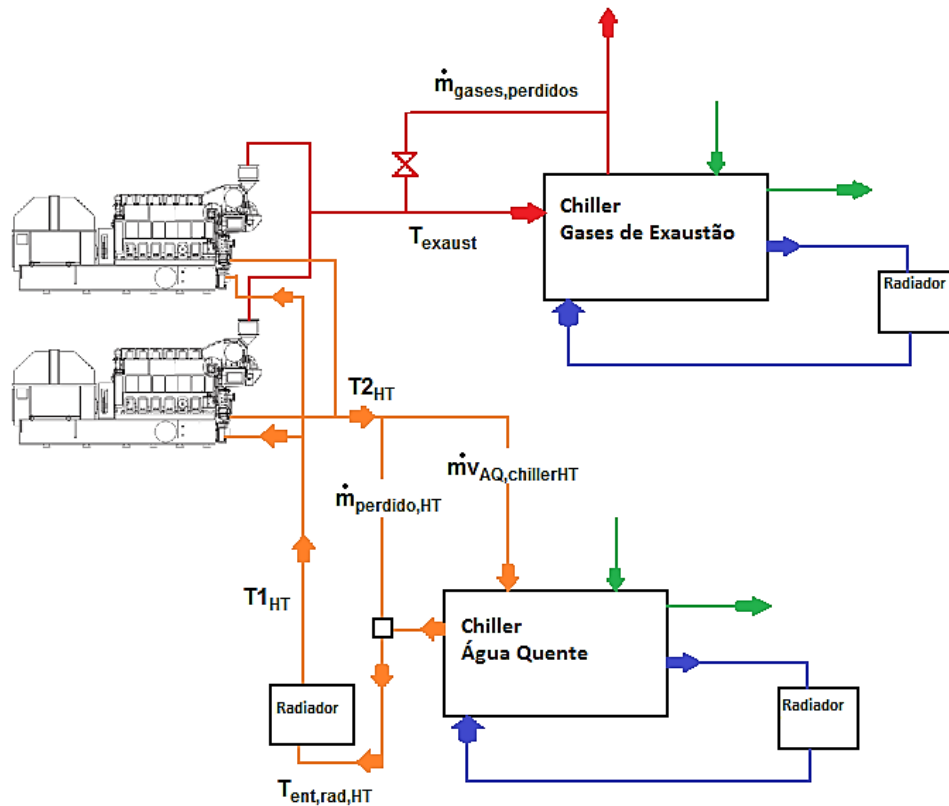 ṁgases,perdidos
Chiller
Gases de Exaustão
Texaust
Radiador
T2HT
ṁvAQ,chillerHT
ṁperdido,HT
T1HT
Chiller
Água Quente
Radiador
Radiador
Tent,rad,HT